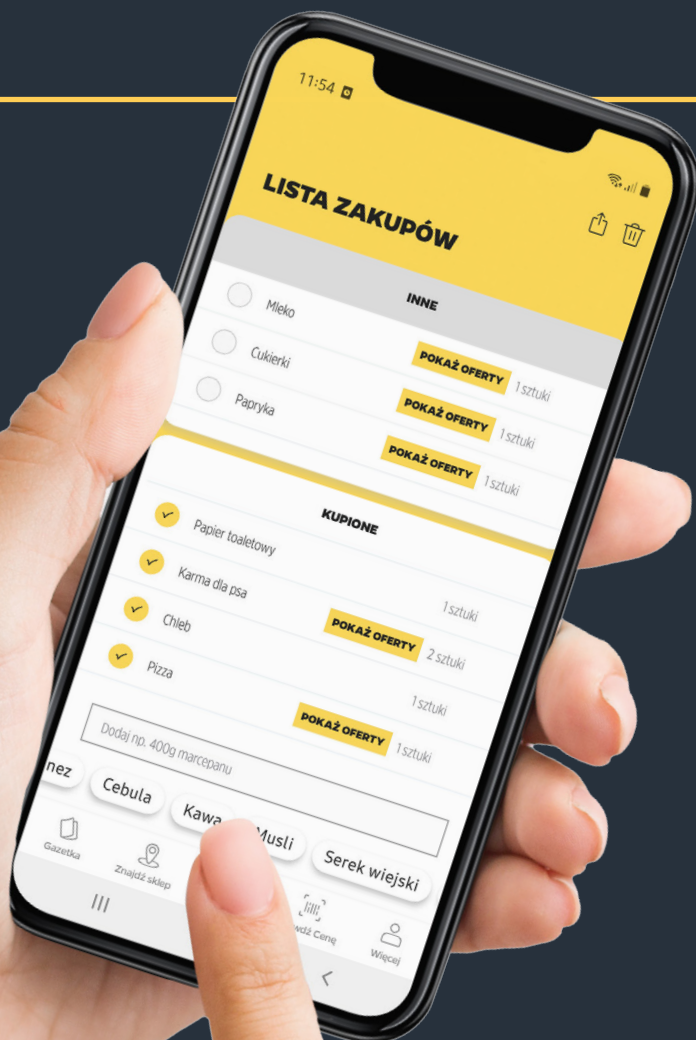 11:54
LISTA ZAKUPÓW
INNE
Mleko POKAŻ OFERTY 1 sztuki
Cukierki POKAŻ OFERTY 1 sztuki
Papryka POKAŻ OFERTY 1 sztuki
KUPIONE
Papier toaletowy 1 sztuki
Karma dla psa POKAŻ OFERTY 2 sztuki
Chleb 1 sztuki
Pizza POKAŻ OFERTY 1 sztuki
Dodaj np. 400g marcepanu
nez Cebula Kawa Musli Serek wiejski
Gazetka Znajdź sklep wdź Cenę Więcej